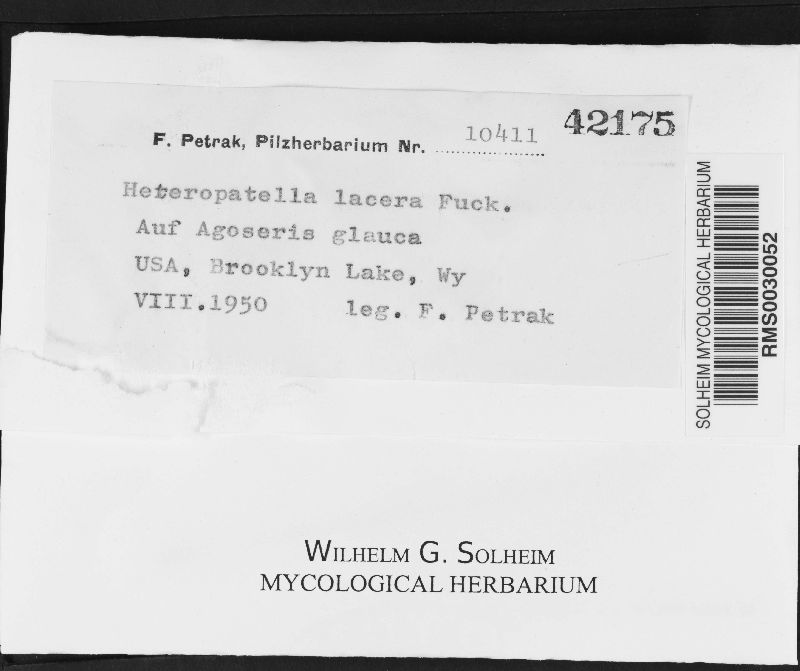 F. Petrak, Pilzherbarium Nr. 10411 42175
Heteropatella lacera Fuck.
Auf Agoseris glauca
USA, Brooklyn Lake, Wy
VIII.1950 leg. F. Petrak
SOLHEIM MYCOLOGICAL HERBARIUM
RMS0030052
WILHELM G. SOLHEIM
MYCOLOGICAL HERBARIUM